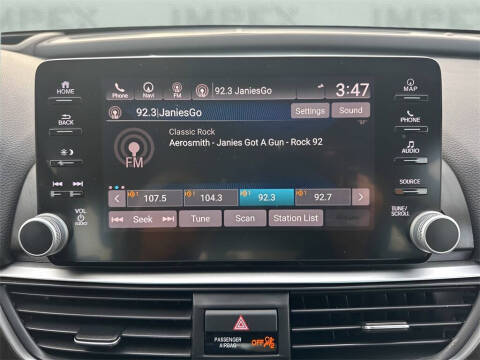 IMPEX
HOME
BACK
VOL
AUDIO
Phone Navi FM 92.3 JaniesGo 3:47
92.3|JaniesGo Settings Sound
Classic Rock
Aerosmith - Janies Got A Gun - Rock 92
FM
107.5 104.3 92.3 92.7
Seek Tune Scan Station List
MAP
PHONE
AUDIO
SOURCE
TUNE/
SCROLL
PASSENGER
AIRBAG OFF